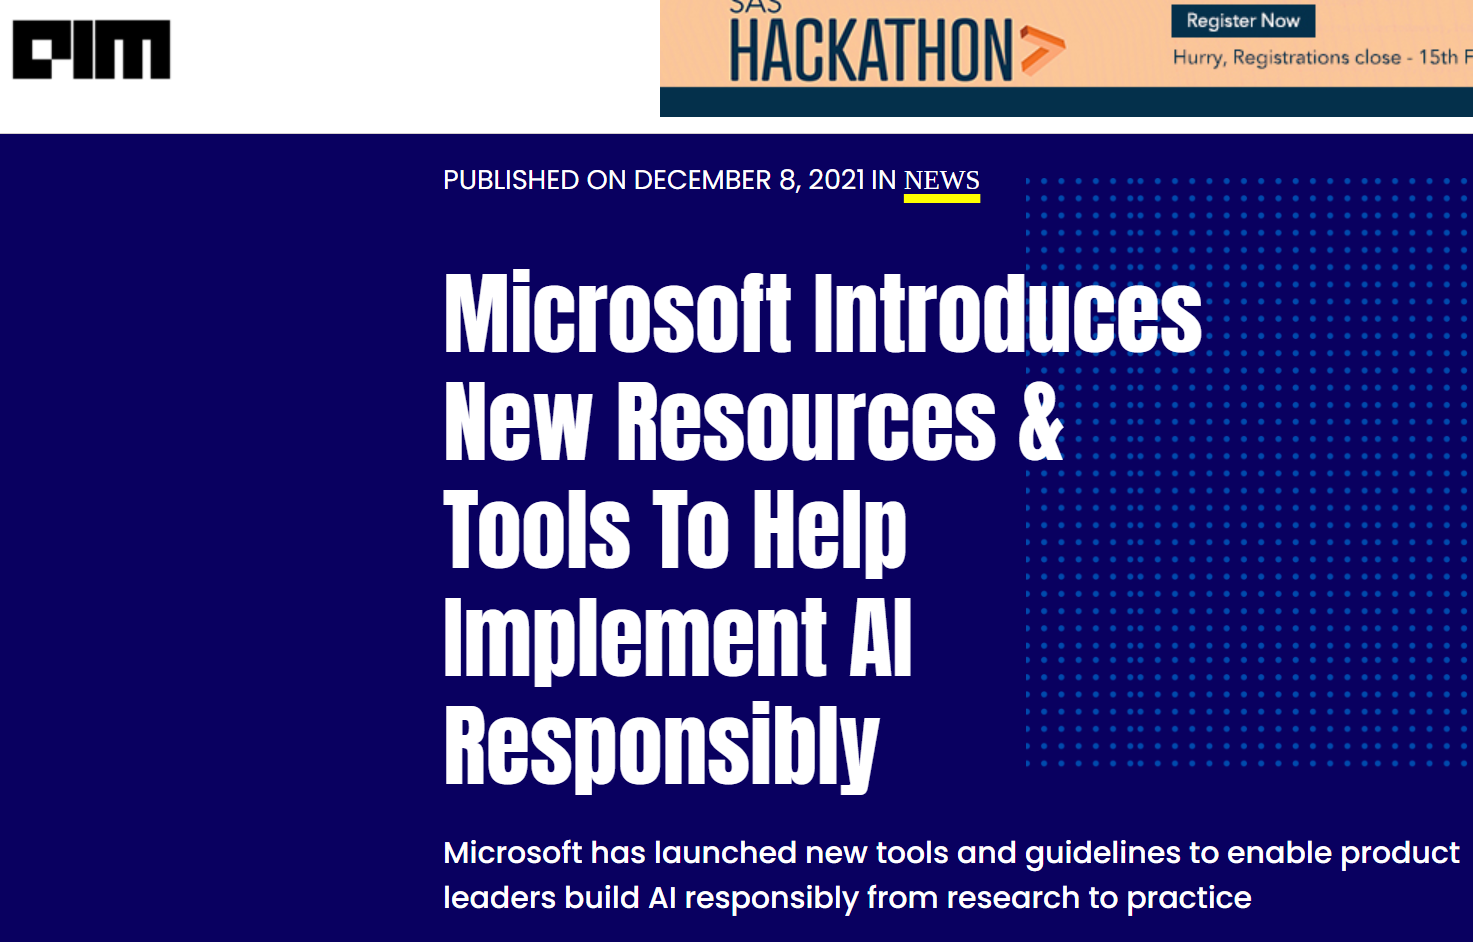 AIM
SAS
HACKATHON
Register Now
Hurry, Registrations close - 15th F
PUBLISHED ON DECEMBER 8, 2021 IN NEWS
Microsoft Introduces
New Resources &
Tools To Help
Implement AI
Responsibly
Microsoft has launched new tools and guidelines to enable product
leaders build AI responsibly from research to practice